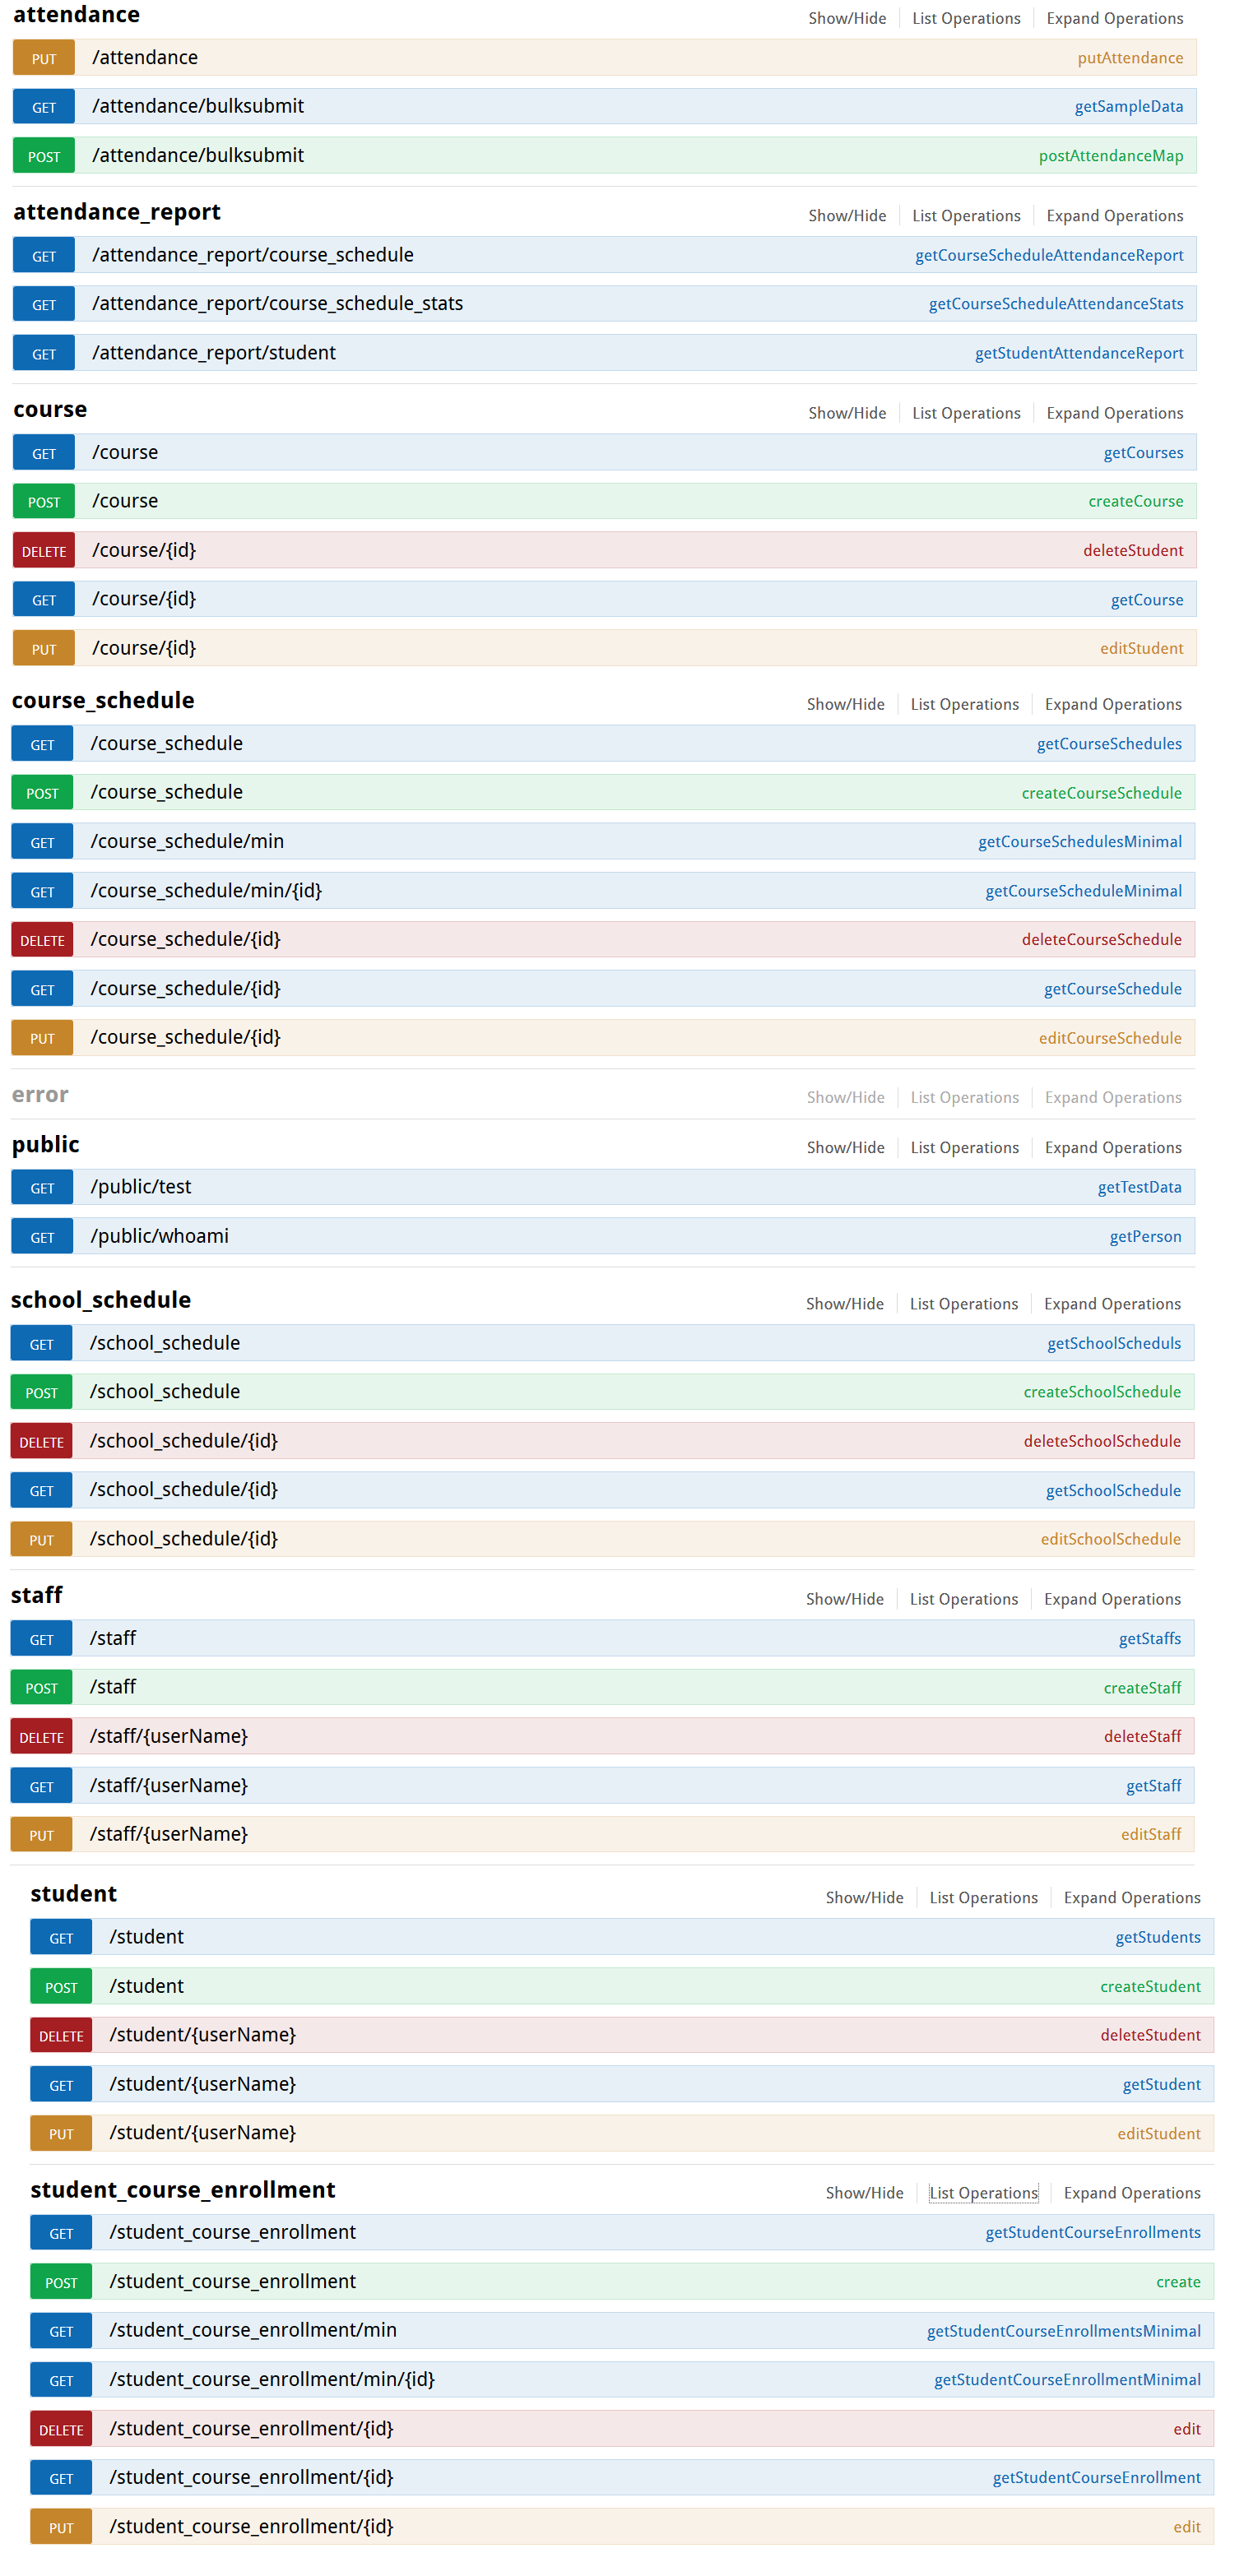 attendance Show/Hide List Operations Expand Operations
PUT /attendance putAttendance
GET /attendance/bulksubmit getSampleData
POST /attendance/bulksubmit postAttendanceMap
attendance_report Show/Hide List Operations Expand Operations
GET /attendance_report/course_schedule getCourseScheduleAttendanceReport
GET /attendance_report/course_schedule_stats getCourseScheduleAttendanceStats
GET /attendance_report/student getStudentAttendanceReport
course Show/Hide List Operations Expand Operations
GET /course getCourses
POST /course createCourse
DELETE /course/{id} deleteStudent
GET /course/{id} getCourse
PUT /course/{id} editStudent
course_schedule Show/Hide List Operations Expand Operations
GET /course_schedule getCourseSchedules
POST /course_schedule createCourseSchedule
GET /course_schedule/min getCourseSchedulesMinimal
GET /course_schedule/min/{id} getCourseScheduleMinimal
DELETE /course_schedule/{id} deleteCourseSchedule
GET /course_schedule/{id} getCourseSchedule
PUT /course_schedule/{id} editCourseSchedule
error Show/Hide List Operations Expand Operations
public Show/Hide List Operations Expand Operations
GET /public/test getTestData
GET /public/whoami getPerson
school_schedule Show/Hide List Operations Expand Operations
GET /school_schedule getSchoolScheduls
POST /school_schedule createSchoolSchedule
DELETE /school_schedule/{id} deleteSchoolSchedule
GET /school_schedule/{id} getSchoolSchedule
PUT /school_schedule/{id} editSchoolSchedule
staff Show/Hide List Operations Expand Operations
GET /staff getStaffs
POST /staff createStaff
DELETE /staff/{userName} deleteStaff
GET /staff/{userName} getStaff
PUT /staff/{userName} editStaff
student Show/Hide List Operations Expand Operations
GET /student getStudents
POST /student createStudent
DELETE /student/{userName} deleteStudent
GET /student/{userName} getStudent
PUT /student/{userName} editStudent
student_course_enrollment Show/Hide List Operations Expand Operations
GET /student_course_enrollment getStudentCourseEnrollments
POST /student_course_enrollment create
GET /student_course_enrollment/min getStudentCourseEnrollmentsMinimal
GET /student_course_enrollment/min/{id} getStudentCourseEnrollmentMinimal
DELETE /student_course_enrollment/{id} edit
GET /student_course_enrollment/{id} getStudentCourseEnrollment
PUT /student_course_enrollment/{id} edit